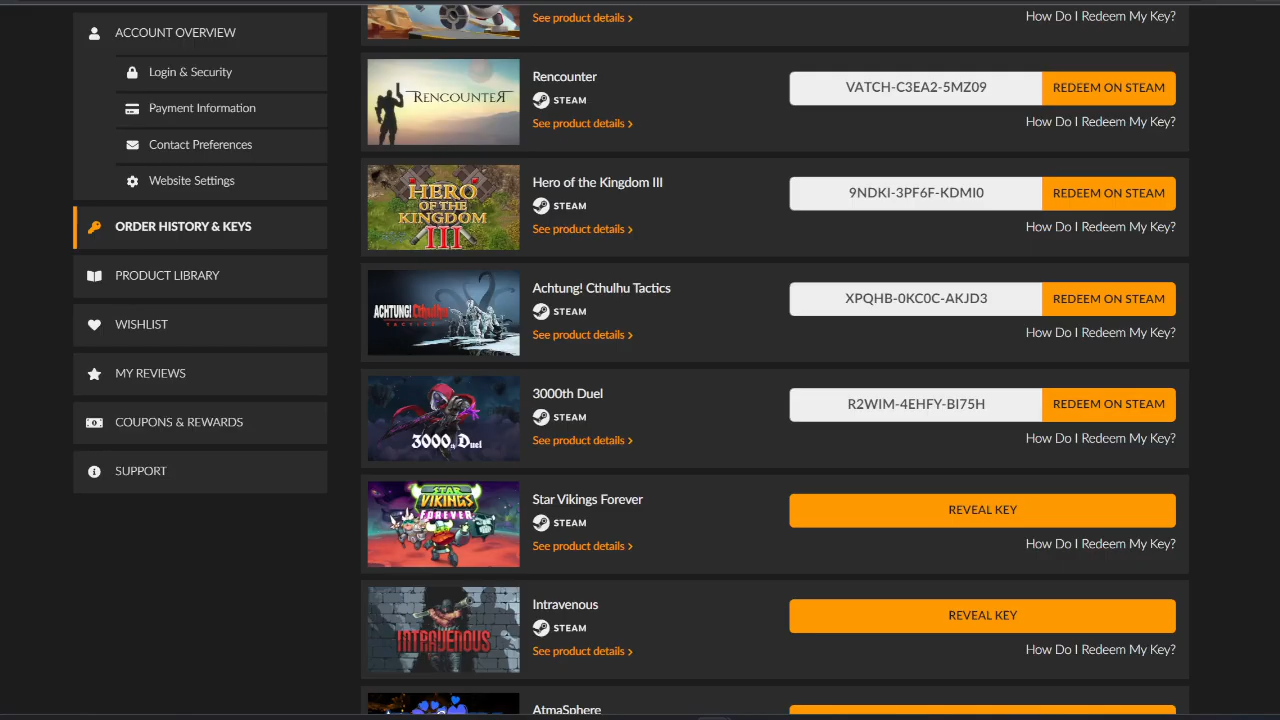 ACCOUNT OVERVIEW
Login & Security
Payment Information
Contact Preferences
Website Settings
ORDER HISTORY & KEYS
PRODUCT LIBRARY
WISHLIST
MY REVIEWS
COUPONS & REWARDS
SUPPORT
See product details >
How Do I Redeem My Key?
RENCOUNTER
Rencounter
STEAM
See product details >
VATCH-C3EA2-5MZ09
REDEEM ON STEAM
How Do I Redeem My Key?
HERO
OF THE
KINGDOM
III
Hero of the Kingdom III
STEAM
See product details >
9NDKI-3PF6F-KDMI0
REDEEM ON STEAM
How Do I Redeem My Key?
ACHTUNG! Cthulhu
TACTICS
Achtung! Cthulhu Tactics
STEAM
See product details >
XPQHB-0KC0C-AKJD3
REDEEM ON STEAM
How Do I Redeem My Key?
3000th Duel
3000th Duel
STEAM
See product details >
R2WIM-4EHFY-BI75H
REDEEM ON STEAM
How Do I Redeem My Key?
STAR
VIKINGS
FOREVER
Star Vikings Forever
STEAM
See product details >
REVEAL KEY
How Do I Redeem My Key?
INTRAVENOUS
Intravenous
STEAM
See product details >
REVEAL KEY
How Do I Redeem My Key?
AtmaSphere